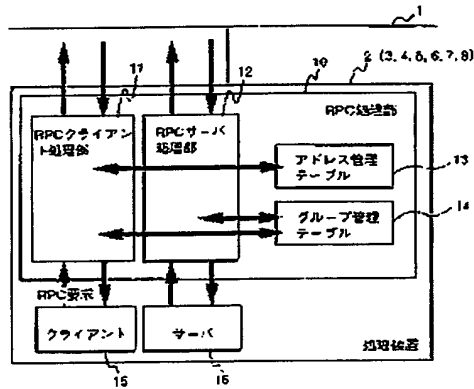 1
2 (3,4,5,6,7,8)
10
11
12
RPC処理部
RPCクライアント処理部
RPCサーバ
処理部
アドレス管理
テーブル
13
グループ管理
テーブル
14
RPC要求
クライアント
サーバ
処理装置
15
16